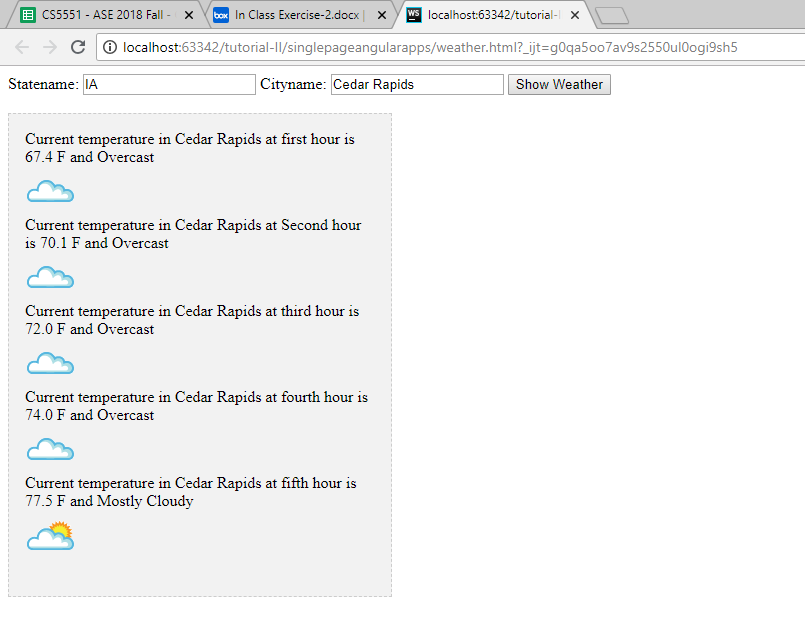 CS5551 - ASE 2018 Fall -
box In Class Exercise-2.docx |
WS localhost:63342/tutorial-
localhost:63342/tutorial-II/singlepageangularapps/weather.html?_ijt=g0qa5oo7av9s2550ul0ogi9sh5
Statename: IA Cityname: Cedar Rapids Show Weather
Current temperature in Cedar Rapids at first hour is
67.4 F and Overcast
Current temperature in Cedar Rapids at Second hour
is 70.1 F and Overcast
Current temperature in Cedar Rapids at third hour is
72.0 F and Overcast
Current temperature in Cedar Rapids at fourth hour is
74.0 F and Overcast
Current temperature in Cedar Rapids at fifth hour is
77.5 F and Mostly Cloudy